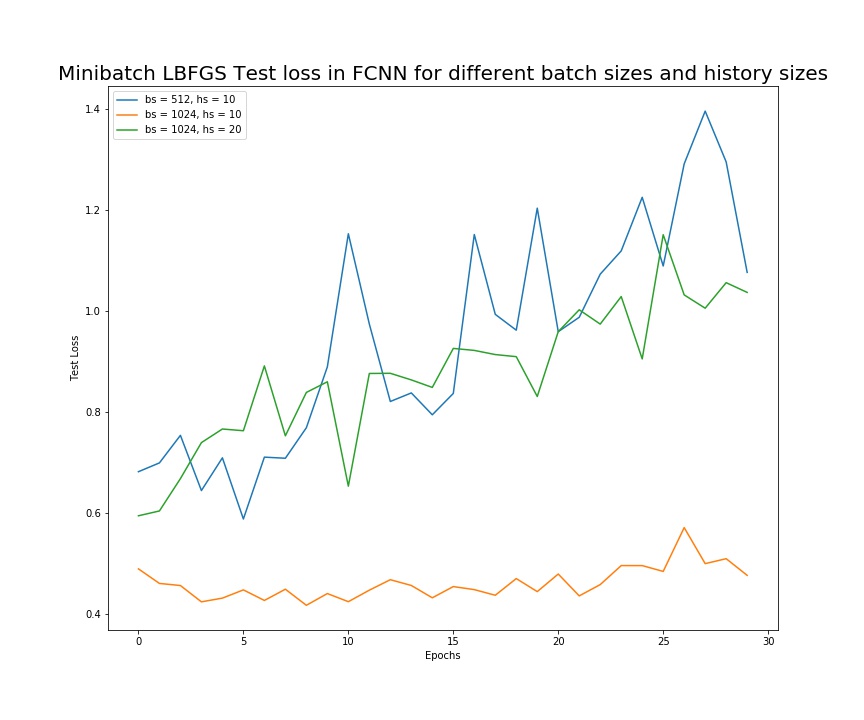 Minibatch LBFGS Test loss in FCNN for different batch sizes and history sizes
bs = 512, hs = 10
bs = 1024, hs = 10
bs = 1024, hs = 20
1.4
1.2
1.0
0.8
0.6
0.4
Test Loss
0 5 10 15 20 25 30
Epochs